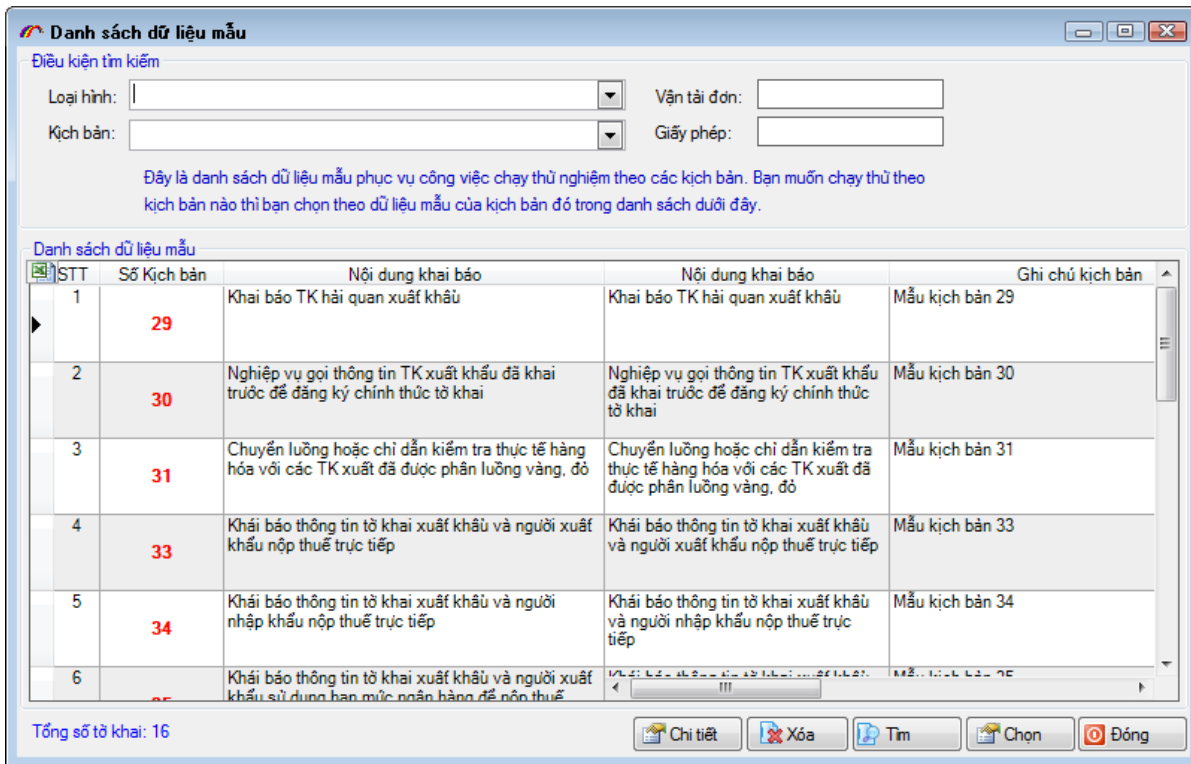 Danh sách dữ liệu mẫu
Điều kiện tìm kiếm
Loại hình:
Vận tải đơn:
Kịch bản:
Giấy phép:
Đây là danh sách dữ liệu mẫu phục vụ công việc chạy thử nghiệm theo các kịch bản. Bạn muốn chạy thử theo
kịch bản nào thì bạn chọn theo dữ liệu mẫu của kịch bản đó trong danh sách dưới đây.
Danh sách dữ liệu mẫu
STT Số Kịch bản Nội dung khai báo Nội dung khai báo Ghi chú kịch bản
1 29 Khai báo TK hải quan xuất khẩu Khai báo TK hải quan xuất khẩu Mẫu kịch bản 29
2 30 Nghiệp vụ gọi thông tin TK xuất khẩu đã khai
trước để đăng ký chính thức tờ khai
Nghiệp vụ gọi thông tin TK xuất khẩu
đã khai trước để đăng ký chính thức
tờ khai
Mẫu kịch bản 30
3 31 Chuyển luồng hoặc chỉ dẫn kiểm tra thực tế hàng
hóa với các TK xuất đã được phân luồng vàng, đỏ
Chuyển luồng hoặc chỉ dẫn kiểm tra
thực tế hàng hóa với các TK xuất đã
được phân luồng vàng, đỏ
Mẫu kịch bản 31
4 33 Khái báo thông tin tờ khai xuất khẩu và người xuất
khẩu nộp thuế trực tiếp
Khái báo thông tin tờ khai xuất khẩu
và người xuất khẩu nộp thuế trực tiếp
Mẫu kịch bản 33
5 34 Khái báo thông tin tờ khai xuất khẩu và người
nhập khẩu nộp thuế trực tiếp
Khái báo thông tin tờ khai xuất khẩu
và người nhập khẩu nộp thuế trực
tiếp
Mẫu kịch bản 34
6 Khái báo thông tin tờ khai xuất khẩu và người xuất
khẩu sử dụng hạn mức ngân hàng để nộp thuế
Tổng số tờ khai: 16
Chi tiết Xóa Tìm Chọn Đóng